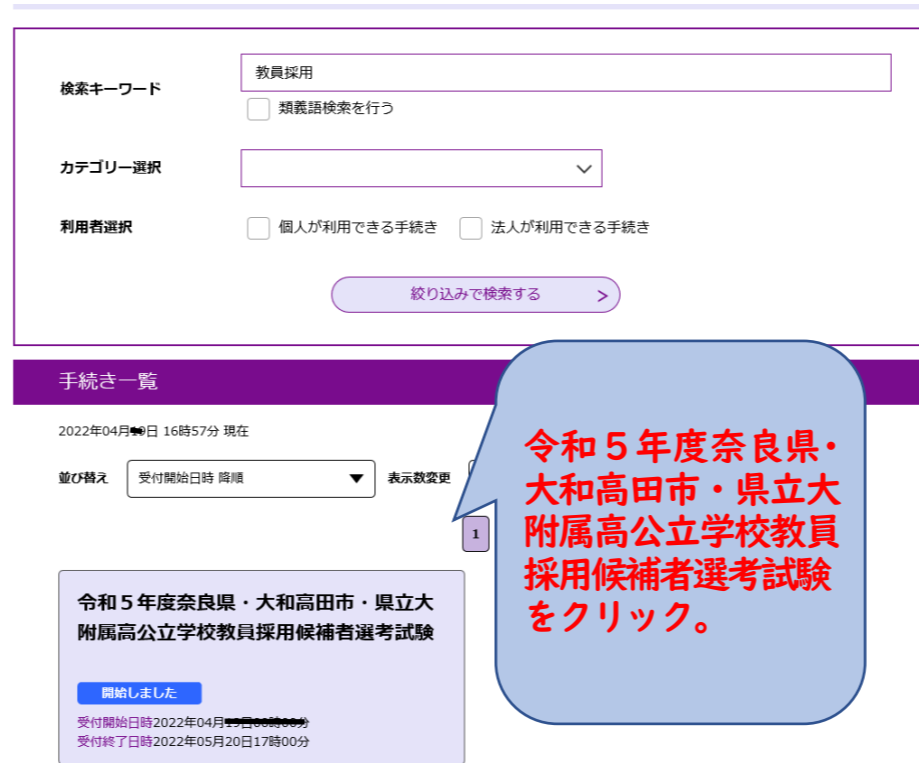 検索キーワード
教員採用
類義語検索を行う
カテゴリー選択
利用者選択
個人が利用できる手続き
法人が利用できる手続き
絞り込みで検索する
手続き一覧
2022年04月日 16時57分 現在
並び替え
受付開始日時 降順
表示数変更
1
令和５年度奈良県・大和高田市・県立大
附属高公立学校教員採用候補者選考試験
開始しました
受付開始日時2022年04月
受付終了日時2022年05月20日17時00分
令和５年度奈良県・
大和高田市・県立大
附属高公立学校教員
採用候補者選考試験
をクリック。